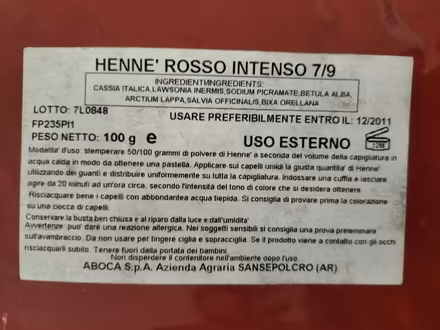 HENNE' ROSSO INTENSO 7/9
INGREDIENTI/INGREDIENTS:
CASSIA ITALICA,LAWSONIA INERMIS,SODIUM PICRAMATE,BETULA ALBA,
ARCTIUM LAPPA,SALVIA OFFICINALIS,BIXA ORELLANA
LOTTO: 7L0848
USARE PREFERIBILMENTE ENTRO IL: 12/2011
FP235PI1
PESO NETTO: 100 g e
USO ESTERNO
12M
Modalita' d'uso: stemperare 50/100 grammi di polvere di Henne' a seconda del volume della capigliatura in
acqua calda in modo da ottenere una pastella. Applicare sui capelli umidi la giusta quantita' di Henne'
utilizzando dei guanti e distribuire uniformemente su tutta la capigliatura. Indossare una cuffia e lasciare
agire da 20 minuti ad un'ora circa, secondo l'intensita del tono di colore che si desidera ottenere.
Risciacquare bene i capelli con abbondante acqua tiepida. Si consiglia di provare prima la colorazione
su una ciocca di capelli.
Conservare la busta ben chiusa e al riparo dalla luce e dall'umidita'
Avvertenze: puo' dare una reazione allergica. Nei soggetti sensibili si consiglia una prova preliminare
sull'avambraccio. Da non usare per tingere ciglia e sopracciglia. Se il prodotto viene a contatto con gli occhi
risciacquarli subito. Tenere fuori dalla portata dei bambini.
Non disperdere il contenitore nell'ambiente dopo l'uso.
ABOCA S.p.A. Azienda Agraria SANSEPOLCRO (AR)